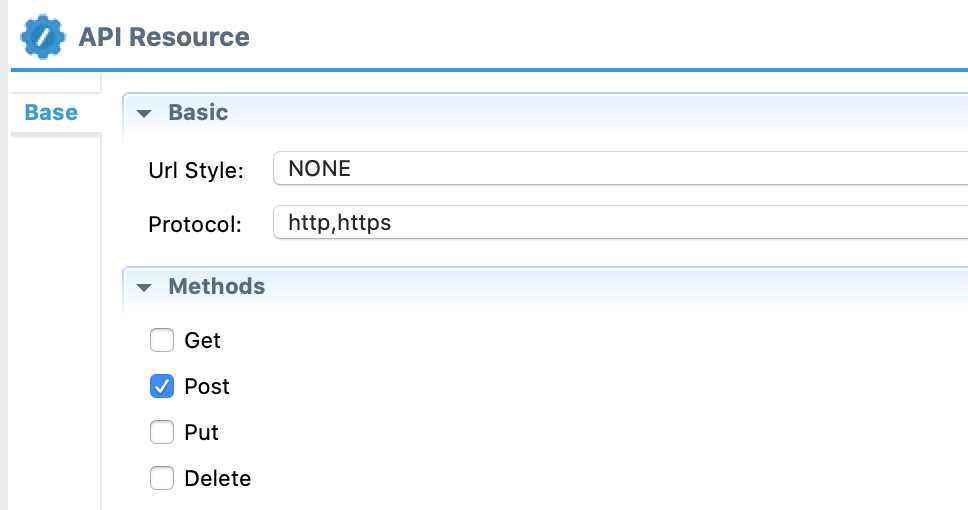 API Resource
Base
Basic
Url Style: NONE
Protocol: http,https
Methods
Get
Post
Put
Delete